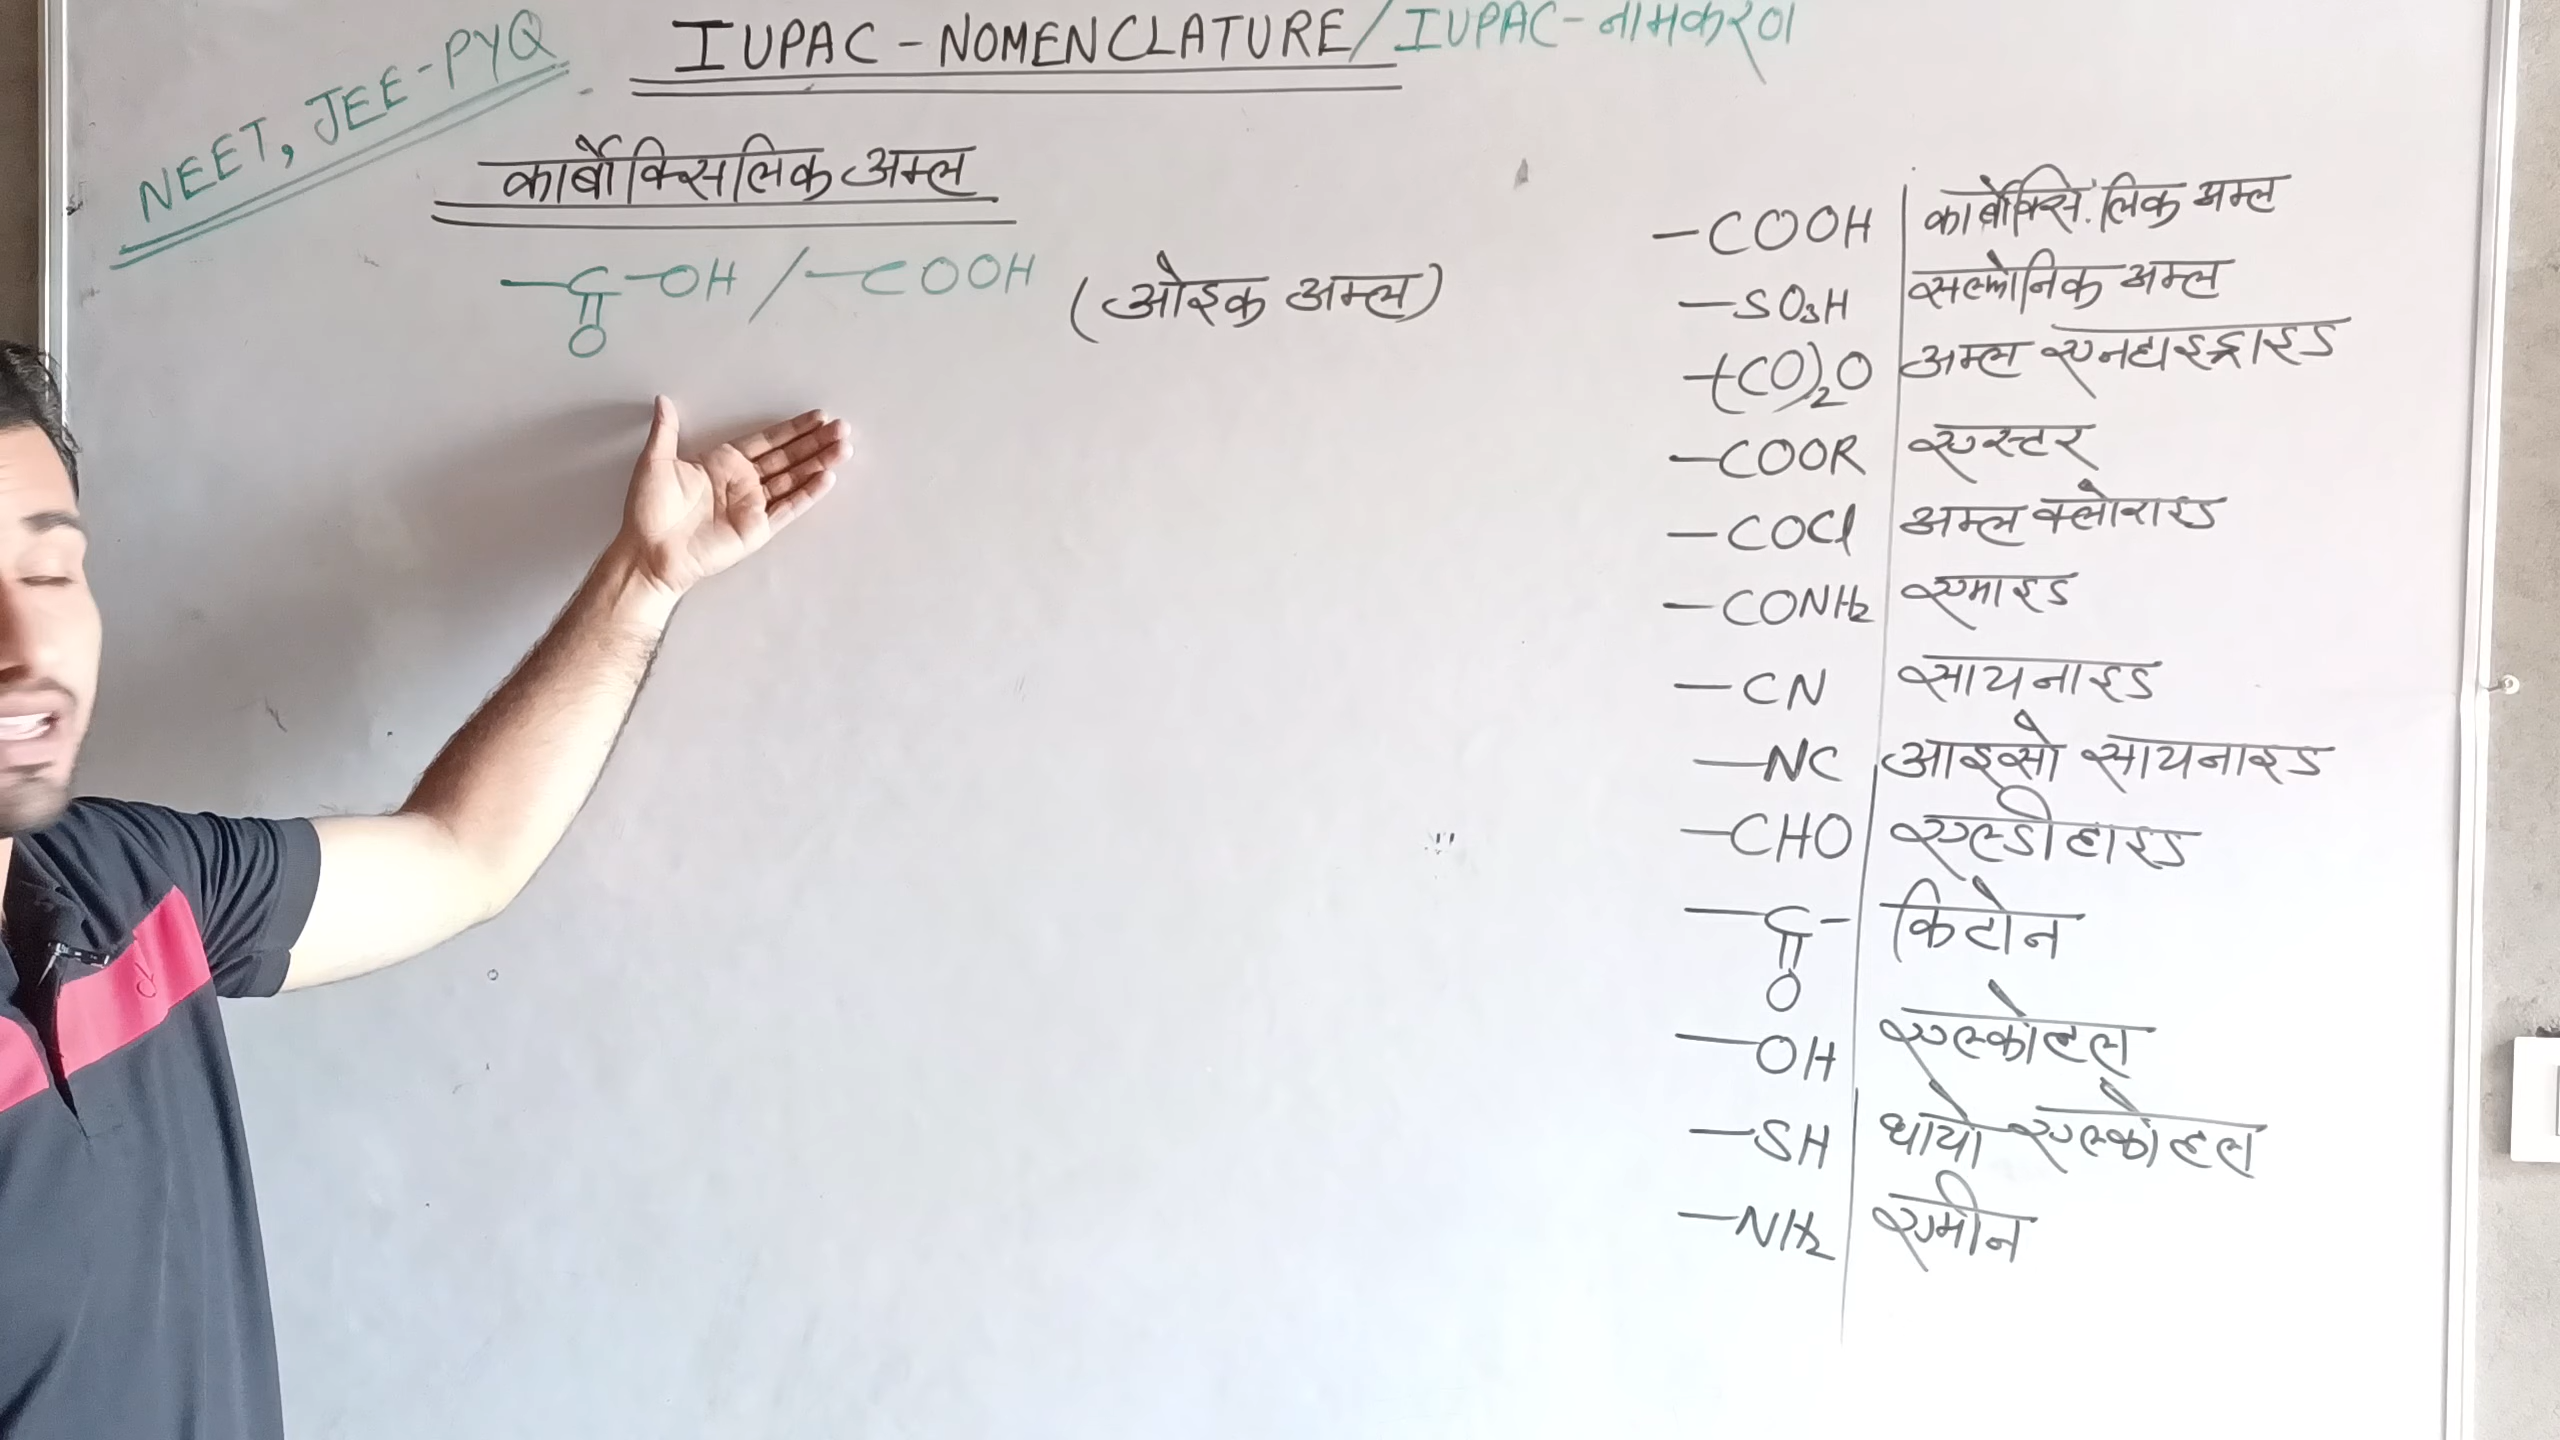 IUPAC-NOMENCLATURE/IUPAC-नामकरण
NEET, JEE-PYQ
कार्बोक्सिलिक अम्ल
-C-OH / -COOH (ओइक अम्ल)
||
O
-COOH | कार्बोक्सिलिक अम्ल
-SO₃H | सल्फोनिक अम्ल
-(CO)₂O | अम्ल एनहाइड्राइड
-COOR | एस्टर
-COCl | अम्ल क्लोराइड
-CONH₂ | एमाइड
-CN | सायनाइड
-NC | आइसो सायनाइड
-CHO | एल्डीहाइड
-C- | किटोन
||
O
-OH | एल्कोहल
-SH | थायो एल्कोहल
-NH₂ | एमीन